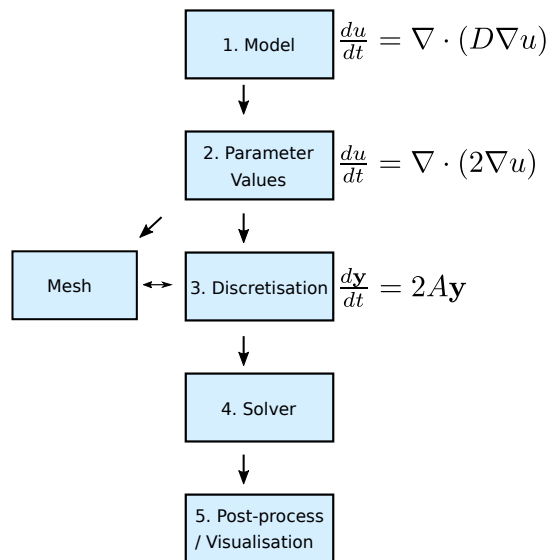 1. Model
du/dt = ∇ · (D∇u)
2. Parameter
Values
du/dt = ∇ · (2∇u)
Mesh
3. Discretisation
d𝐲/dt = 2A𝐲
4. Solver
5. Post-process
/ Visualisation